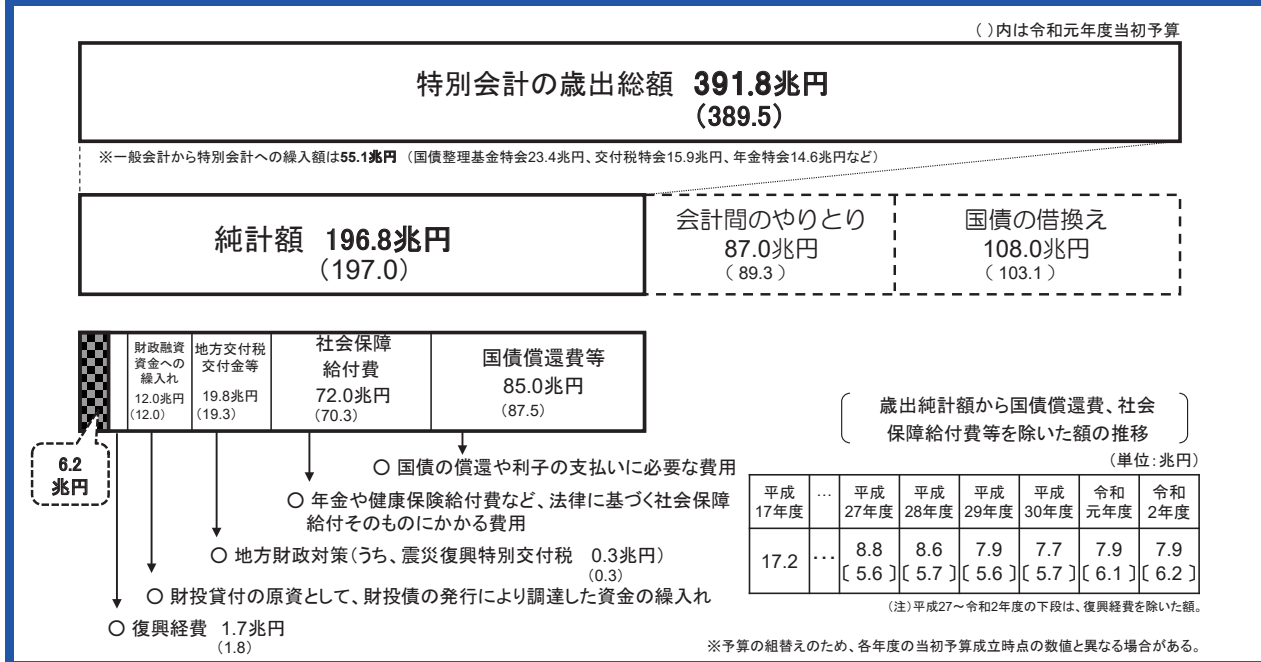 ( )内は令和元年度当初予算
特別会計の歳出総額 391.8兆円
(389.5)
※一般会計から特別会計への繰入額は55.1兆円 (国債整理基金特会23.4兆円、交付税特会15.9兆円、年金特会14.6兆円など)
純計額 196.8兆円
(197.0)
会計間のやりとり
87.0兆円
( 89.3 )
国債の借換え
108.0兆円
( 103.1 )
財政融資
資金への
繰入れ
12.0兆円
(12.0)
地方交付税
交付金等
19.8兆円
(19.3)
社会保障
給付費
72.0兆円
(70.3)
国債償還費等
85.0兆円
(87.5)
6.2
兆円
○ 国債の償還や利子の支払いに必要な費用
○ 年金や健康保険給付費など、法律に基づく社会保障
給付そのものにかかる費用
○ 地方財政対策(うち、震災復興特別交付税 0.3兆円)
(0.3)
○ 財投貸付の原資として、財投債の発行により調達した資金の繰入れ
○ 復興経費 1.7兆円
(1.8)
歳出純計額から国債償還費、社会
保障給付費等を除いた額の推移
(単位:兆円)
平成 … 平成 平成 平成 平成 令和 令和
17年度 27年度 28年度 29年度 30年度 元年度 2年度
17.2 … 8.8 8.6 7.9 7.7 7.9 7.9
[ 5.6 ] [ 5.7 ] [ 5.6 ] [ 5.7 ] [ 6.1 ] [ 6.2 ]
(注)平成27~令和2年度の下段は、復興経費を除いた額。
※予算の組替えのため、各年度の当初予算成立時点の数値と異なる場合がある。